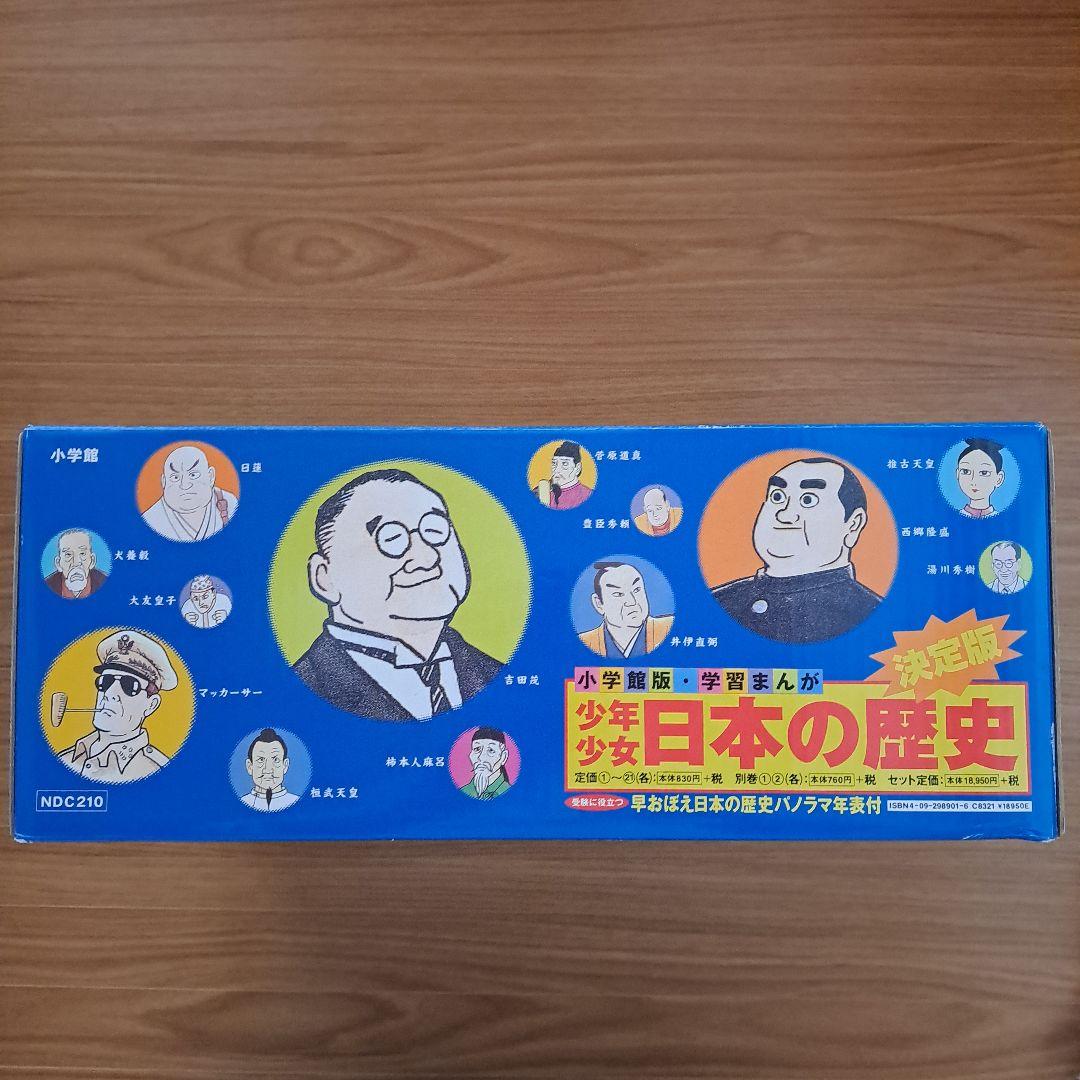 小学館
日蓮
犬養毅
大友皇子
マッカーサー
吉田茂
柿本人麻呂
桓武天皇
NDC210
菅原道真
豊臣秀頼
井伊直弼
推古天皇
西郷隆盛
湯川秀樹
決定版
小学館版・学習まんが
少年少女日本の歴史
定価①〜㉑(各):本体830円+税 別巻①②(各):本体760円+税 セット定価:本体18,950円+税
受験に役立つ 早おぼえ日本の歴史パノラマ年表付
ISBN4-09-298901-6 C8321 ¥18950E